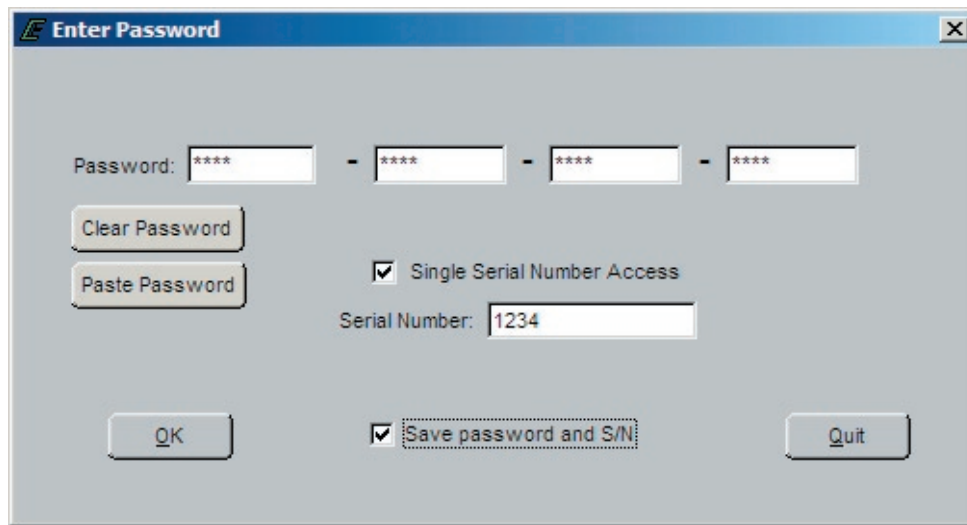 Enter Password
Password: **** - **** - **** - ****
Clear Password
Single Serial Number Access
Paste Password
Serial Number: 1234
OK
Save password and S/N
Quit